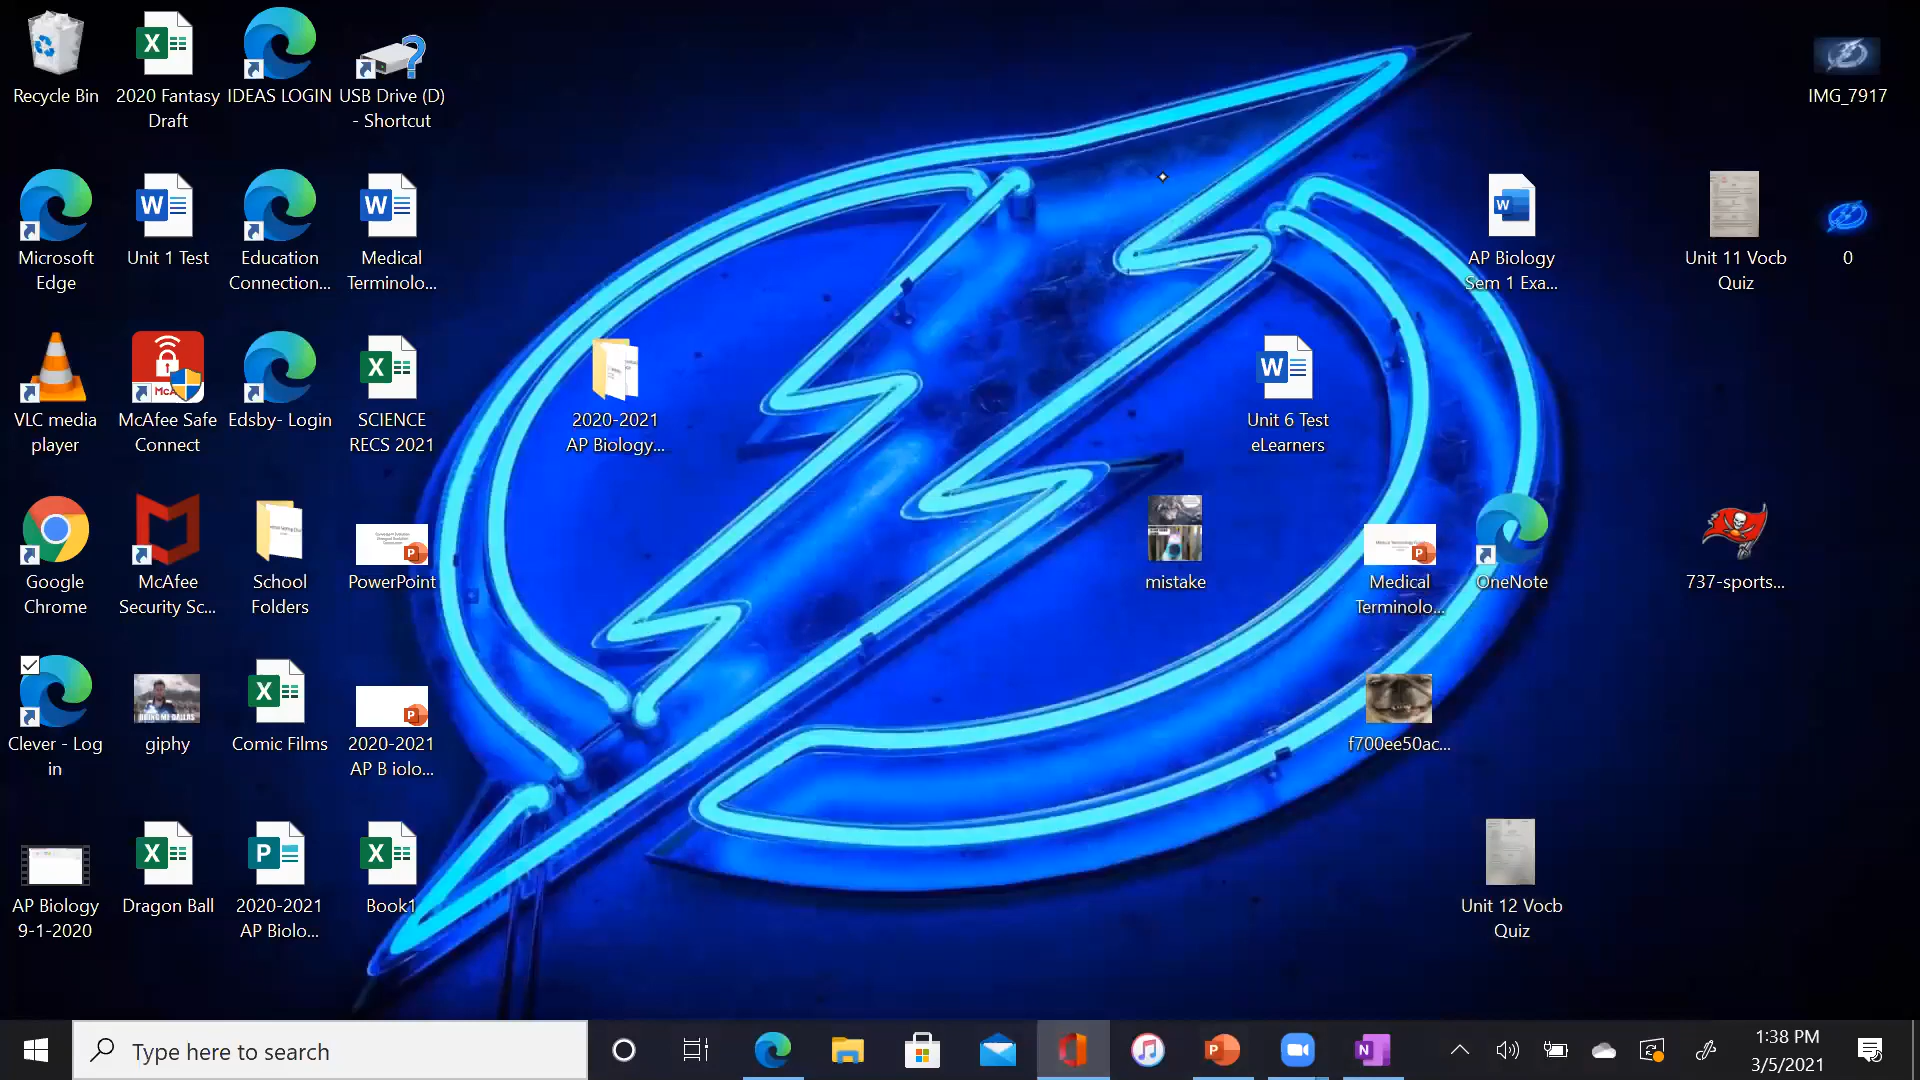 Recycle Bin
2020 Fantasy
Draft
IDEAS LOGIN
USB Drive (D)
- Shortcut
IMG_7917
Microsoft
Edge
Unit 1 Test
Education
Connection...
Medical
Terminolo...
AP Biology
Sem 1 Exa...
Unit 11 Vocb
Quiz
0
VLC media
player
McAfee Safe
Connect
Edsby- Login
SCIENCE
RECS 2021
2020-2021
AP Biology...
Unit 6 Test
eLearners
Google
Chrome
McAfee
Security Sc...
School
Folders
PowerPoint
mistake
Medical
Terminolo...
OneNote
737-sports...
Clever - Log
in
giphy
Comic Films
2020-2021
AP B iolo...
f700ee50ac...
AP Biology
9-1-2020
Dragon Ball
2020-2021
AP Biolo...
Book1
Unit 12 Vocb
Quiz
Type here to search
1:38 PM
3/5/2021